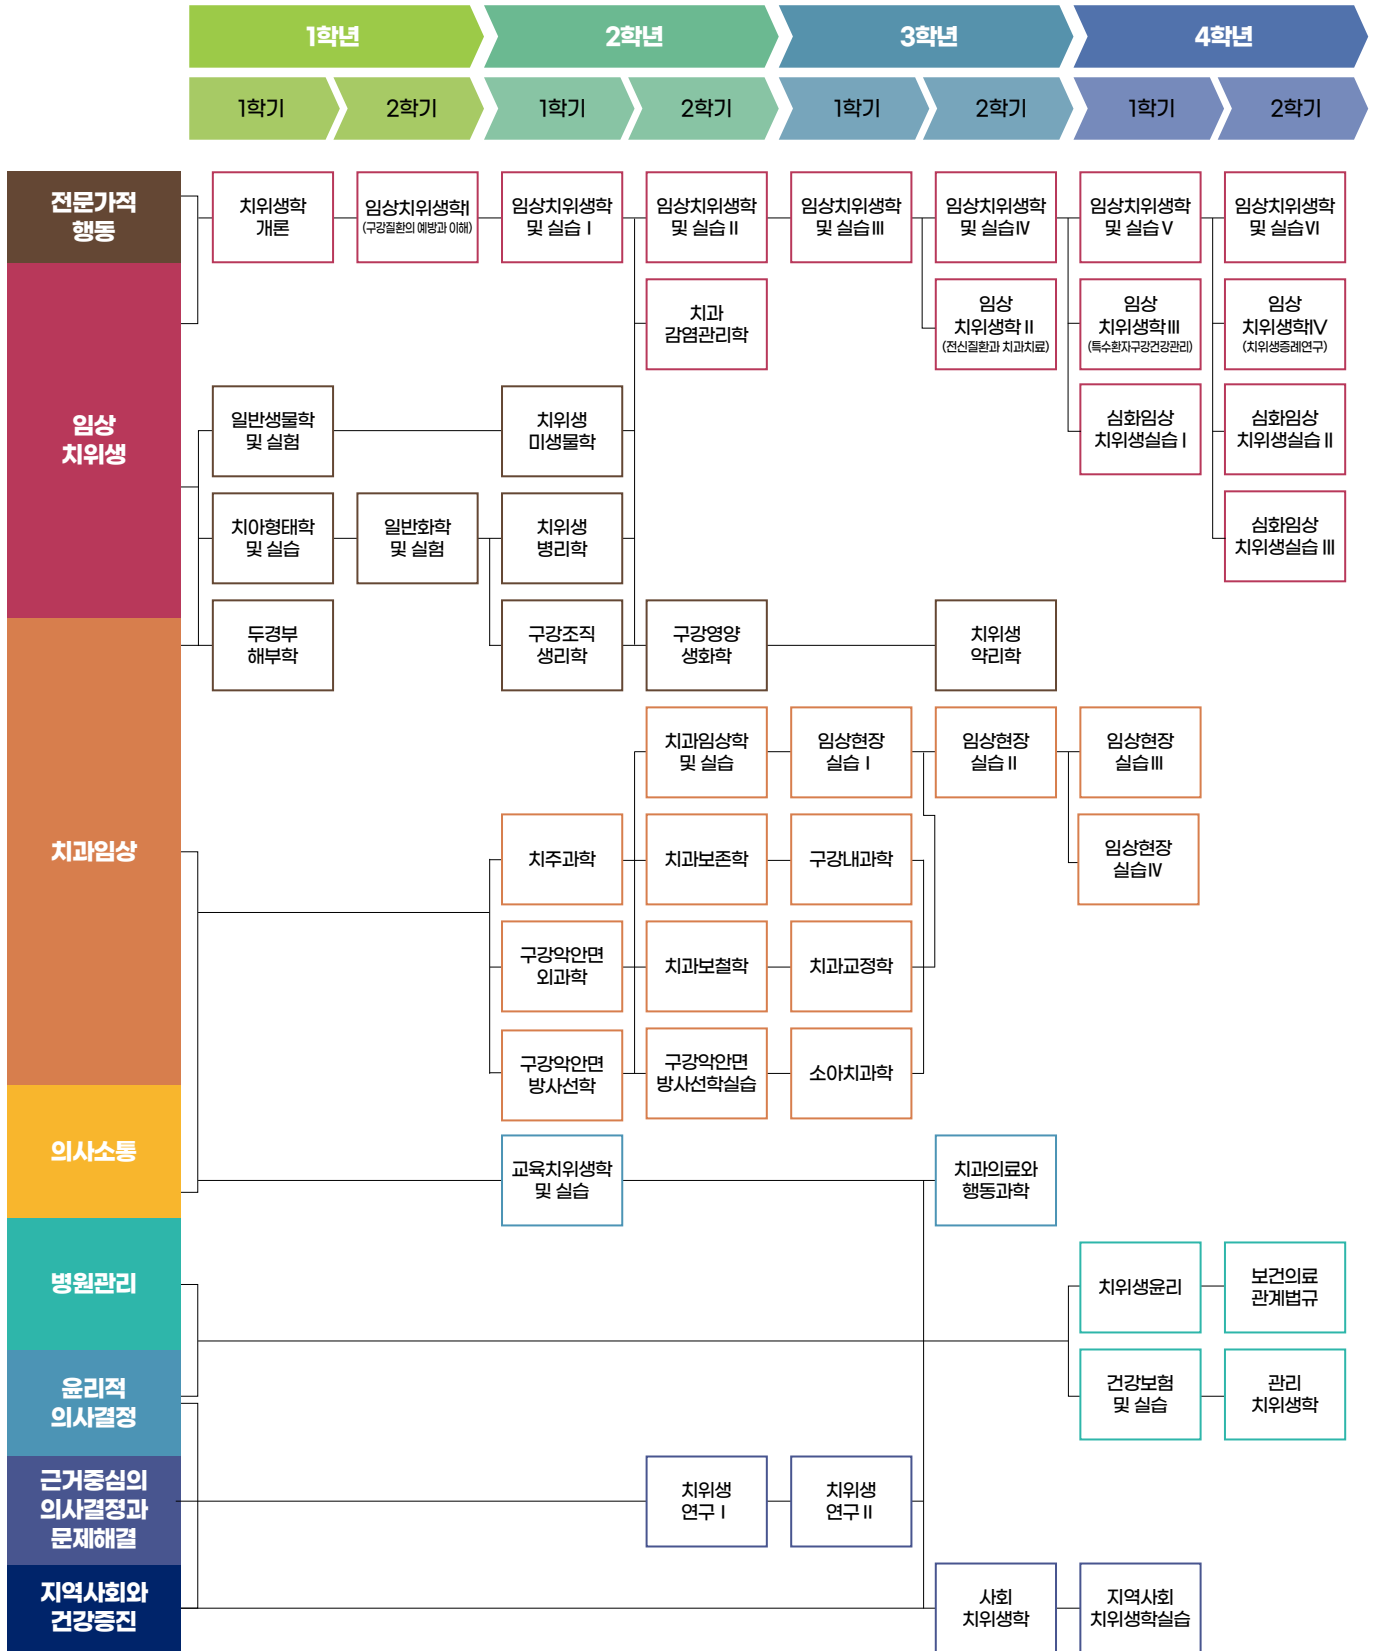 1학년
2학년
3학년
4학년
1학기
2학기
1학기
2학기
1학기
2학기
1학기
2학기
전문가적
행동
치위생학
개론
임상치위생학I
(구강질환의 예방과 이해)
임상치위생학
및 실습 I
임상치위생학
및 실습 II
임상치위생학
및 실습III
임상치위생학
및 실습IV
임상치위생학
및 실습 V
임상치위생학
및 실습VI
치과
감염관리학
임상
치위생학 II
(전신질환과 치과치료)
임상
치위생학III
(특수환자구강건강관리)
임상
치위생학IV
(치위생증례연구)
임상
치위생
일반생물학
및 실험
치위생
미생물학
심화임상
치위생실습 I
심화임상
치위생실습 II
치아형태학
및 실습
일반화학
및 실험
치위생
병리학
심화임상
치위생실습 III
두경부
해부학
구강조직
생리학
구강영양
생화학
치위생
약리학
치과임상
치과임상학
및 실습
임상현장
실습 I
임상현장
실습 II
임상현장
실습III
치주과학
치과보존학
구강내과학
임상현장
실습IV
구강악안면
외과학
치과보철학
치과교정학
구강악안면
방사선학
구강악안면
방사선학실습
소아치과학
의사소통
교육치위생학
및 실습
치과의료와
행동과학
병원관리
치위생윤리
보건의료
관계법규
윤리적
의사결정
건강보험
및 실습
관리
치위생학
근거중심의
의사결정과
문제해결
치위생
연구 I
치위생
연구 II
지역사회와
건강증진
사회
치위생학
지역사회
치위생학실습